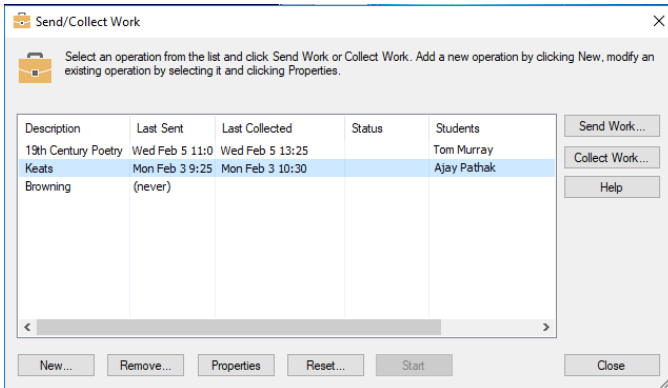 Send/Collect Work
Select an operation from the list and click Send Work or Collect Work. Add a new operation by clicking New, modify an
existing operation by selecting it and clicking Properties.
Description Last Sent Last Collected Status Students
19th Century Poetry Wed Feb 5 11:0 Wed Feb 5 13:25 Tom Murray
Keats Mon Feb 3 9:25 Mon Feb 3 10:30 Ajay Pathak
Browning (never)
Send Work...
Collect Work...
Help
New... Remove... Properties Reset... Start Close